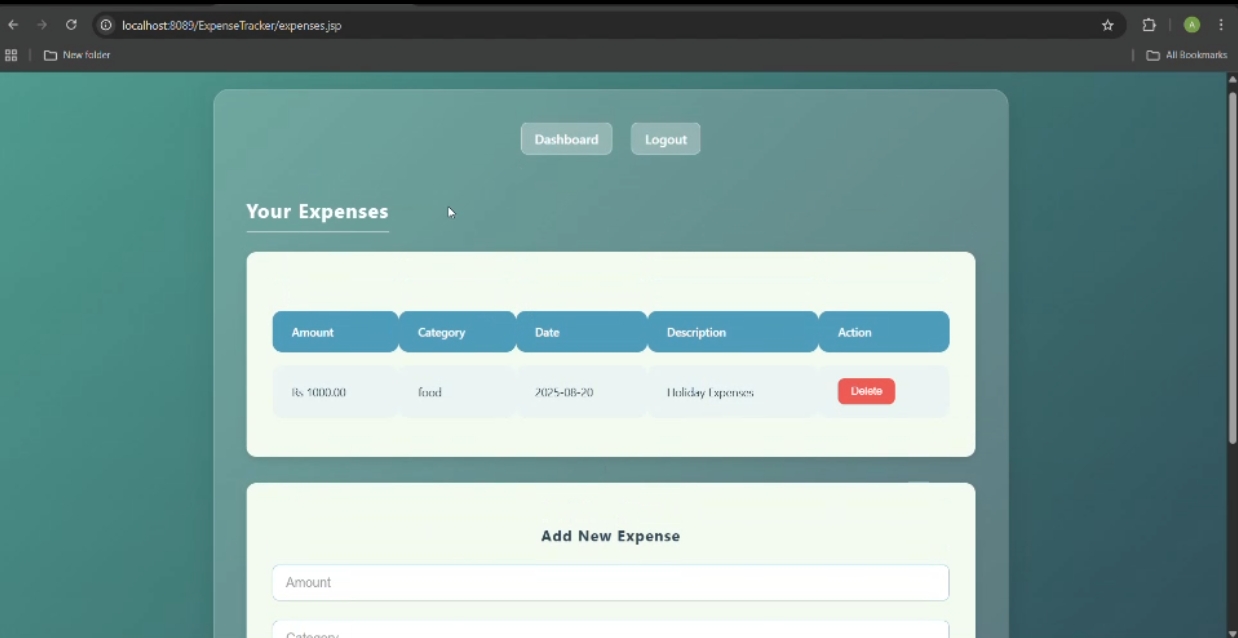 localhost:8089/ExpenseTracker/expenses.jsp
A
New folder
All Bookmarks
Dashboard Logout
Your Expenses
Amount Category Date Description Action
Rs 1000.00 food 2025-08-20 Holiday Expenses Delete
Add New Expense
Amount
Category